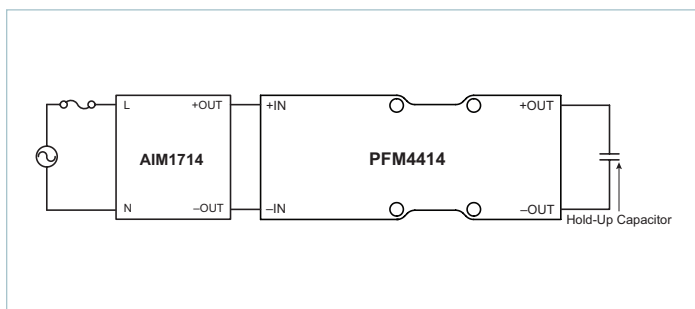 L +OUT +IN +OUT
AIM1714 PFM4414
N –OUT –IN –OUT
Hold-Up Capacitor